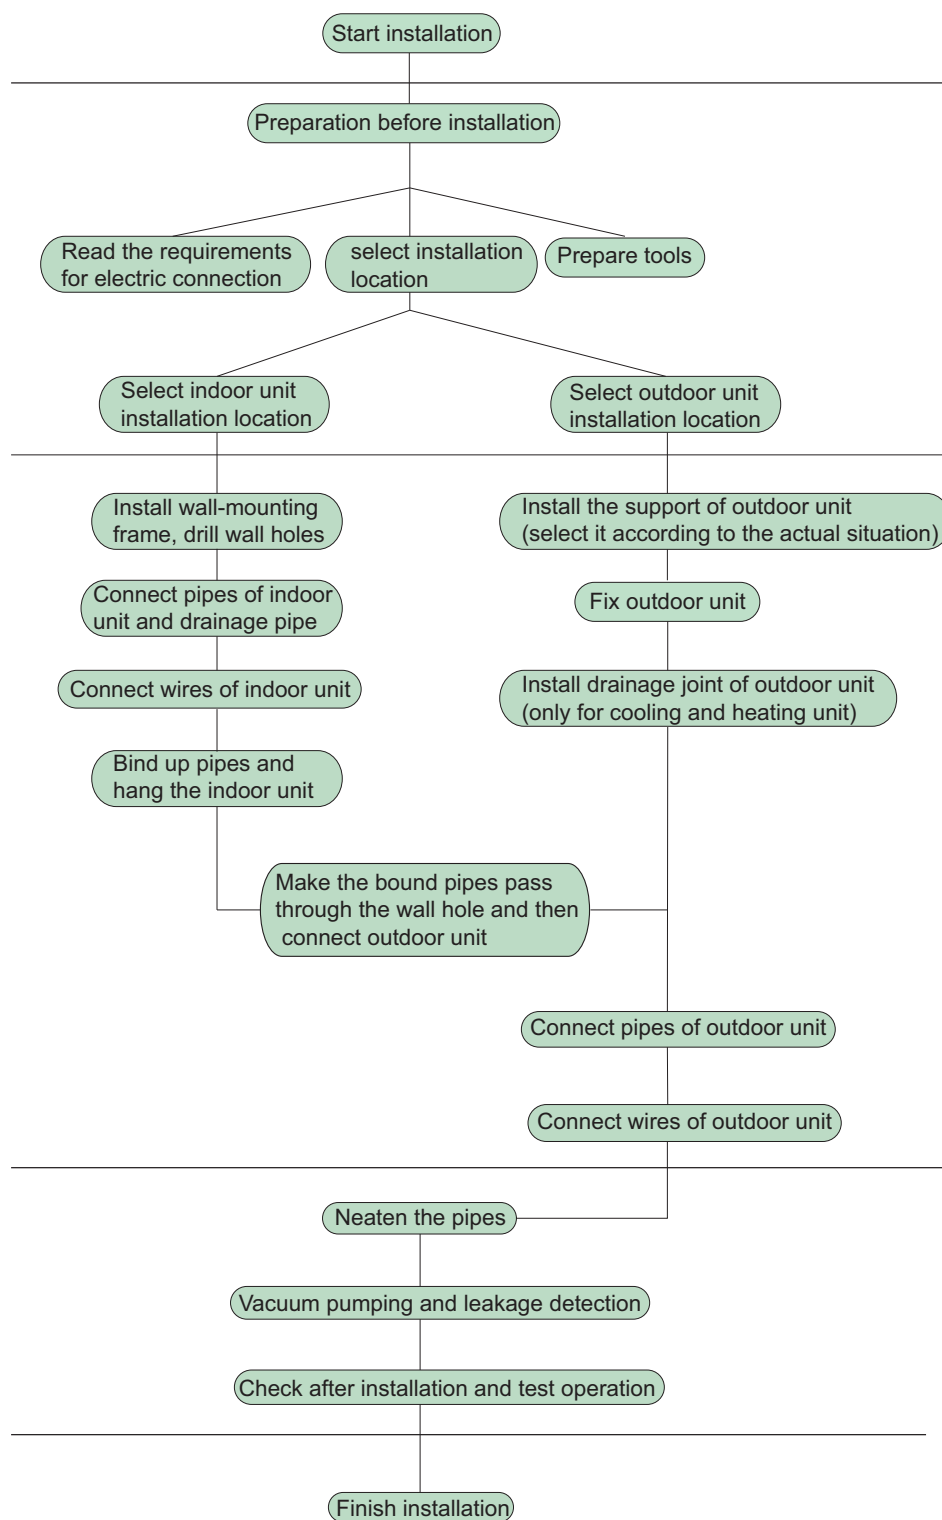 Start installation
Preparation before installation
Read the requirements
for electric connection
select installation
location
Prepare tools
Select indoor unit
installation location
Select outdoor unit
installation location
Install wall-mounting
frame, drill wall holes
Install the support of outdoor unit
(select it according to the actual situation)
Connect pipes of indoor
unit and drainage pipe
Fix outdoor unit
Connect wires of indoor unit
Install drainage joint of outdoor unit
(only for cooling and heating unit)
Bind up pipes and
hang the indoor unit
Make the bound pipes pass
through the wall hole and then
connect outdoor unit
Connect pipes of outdoor unit
Connect wires of outdoor unit
Neaten the pipes
Vacuum pumping and leakage detection
Check after installation and test operation
Finish installation